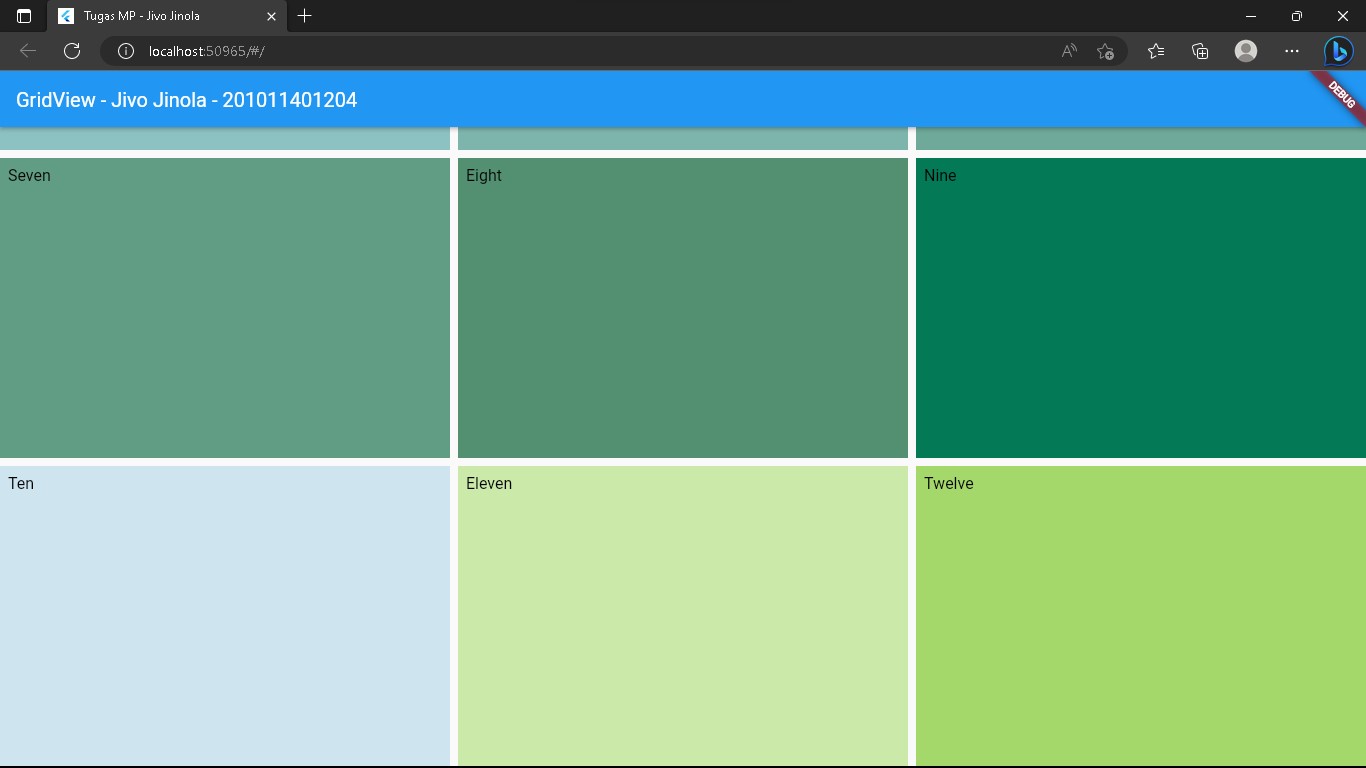 Tugas MP - Jivo Jinola
localhost:50965/#/
GridView - Jivo Jinola - 201011401204
DEBUG
Seven
Eight
Nine
Ten
Eleven
Twelve